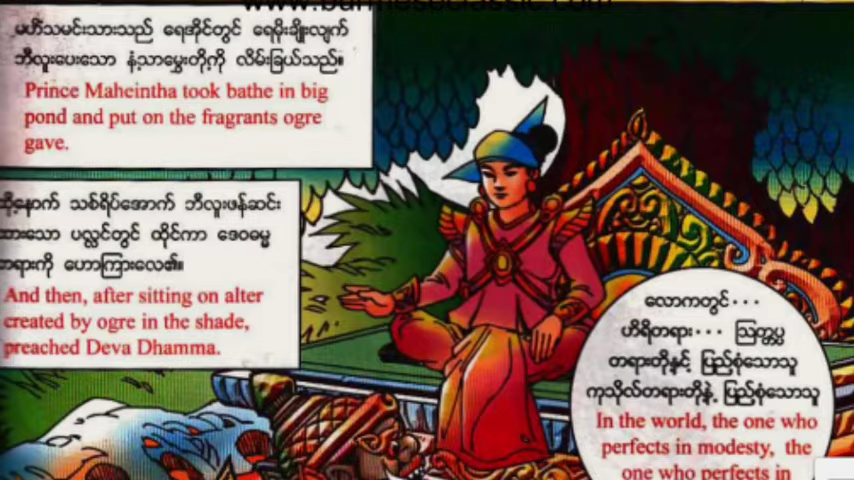 မဟိံသမင်းသားသည် ရေအိုင်တွင် ရေမိုးချိုးလျက်
ဘီလူးပေးသော နံ့သာမွှေးတို့ကို လိမ်းခြယ်သည်။
Prince Maheintha took bathe in big
pond and put on the fragrants ogre
gave.
သစ်ရိပ်အောက် ဘီလူးဖန်ဆင်း
ထားသော ပလ္လင်တွင် ထိုင်ကာ ဒေဝဓမ္မ
တရားကို ဟောကြားလေ၏။
And then, after sitting on alter
created by ogre in the shade,
preached Deva Dhamma.
လောကတွင်···
ဟိရိတရား··· ဩတ္တပ္ပ
တရားတို့နှင့် ပြည့်စုံသောသူ
ကုသိုလ်တရားတို့နဲ့ ပြည့်စုံသောသူ
In the world, the one who
perfects in modesty, the
one who perfects in